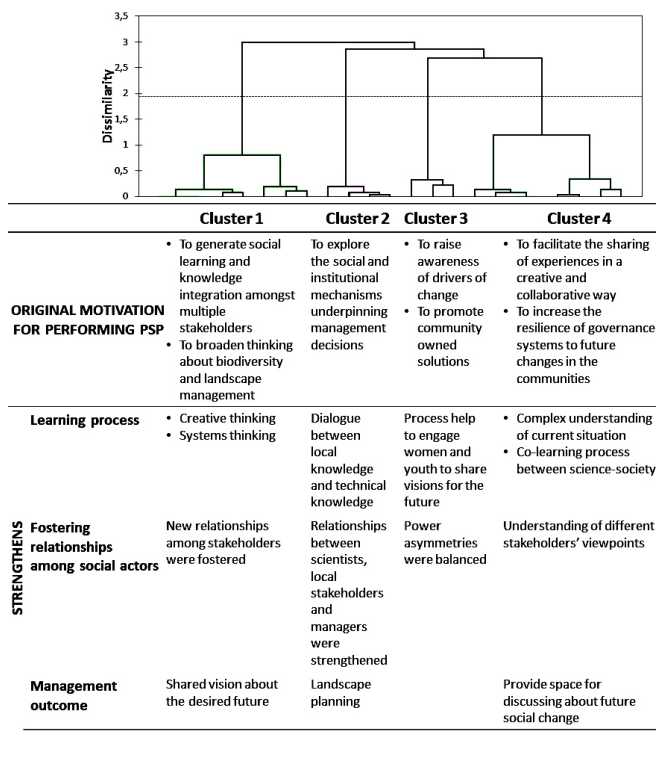 3,5
3
2,5
2
1,5
1
0,5
0
Dissimilarity
Cluster 1
Cluster 2
Cluster 3
Cluster 4
ORIGINAL MOTIVATION
FOR PERFORMING PSP
• To generate social
learning and
knowledge
integration amongst
multiple
stakeholders
• To broaden thinking
about biodiversity
and landscape
management
To explore
the social and
institutional
mechanisms
underpinning
management
decisions
• To raise
awareness
of drivers of
change
• To promote
community
owned
solutions
• To facilitate the sharing
of experiences in a
creative and
collaborative way
• To increase the
resilience of governance
systems to future
changes in the
communities
STRENGTHENS
Learning process
• Creative thinking
• Systems thinking
Dialogue
between
local
knowledge
and technical
knowledge
Process help
to engage
women and
youth to share
visions for the
future
• Complex understanding
of current situation
• Co-learning process
between science-society
Fostering
relationships
among social actors
New relationships
among stakeholders
were fostered
Relationships
between
scientists,
local
stakeholders
and
managers
were
strengthened
Power
asymmetries
were balanced
Understanding of different
stakeholders’ viewpoints
Management
outcome
Shared vision about
the desired future
Landscape
planning
Provide space for
discussing about future
social change